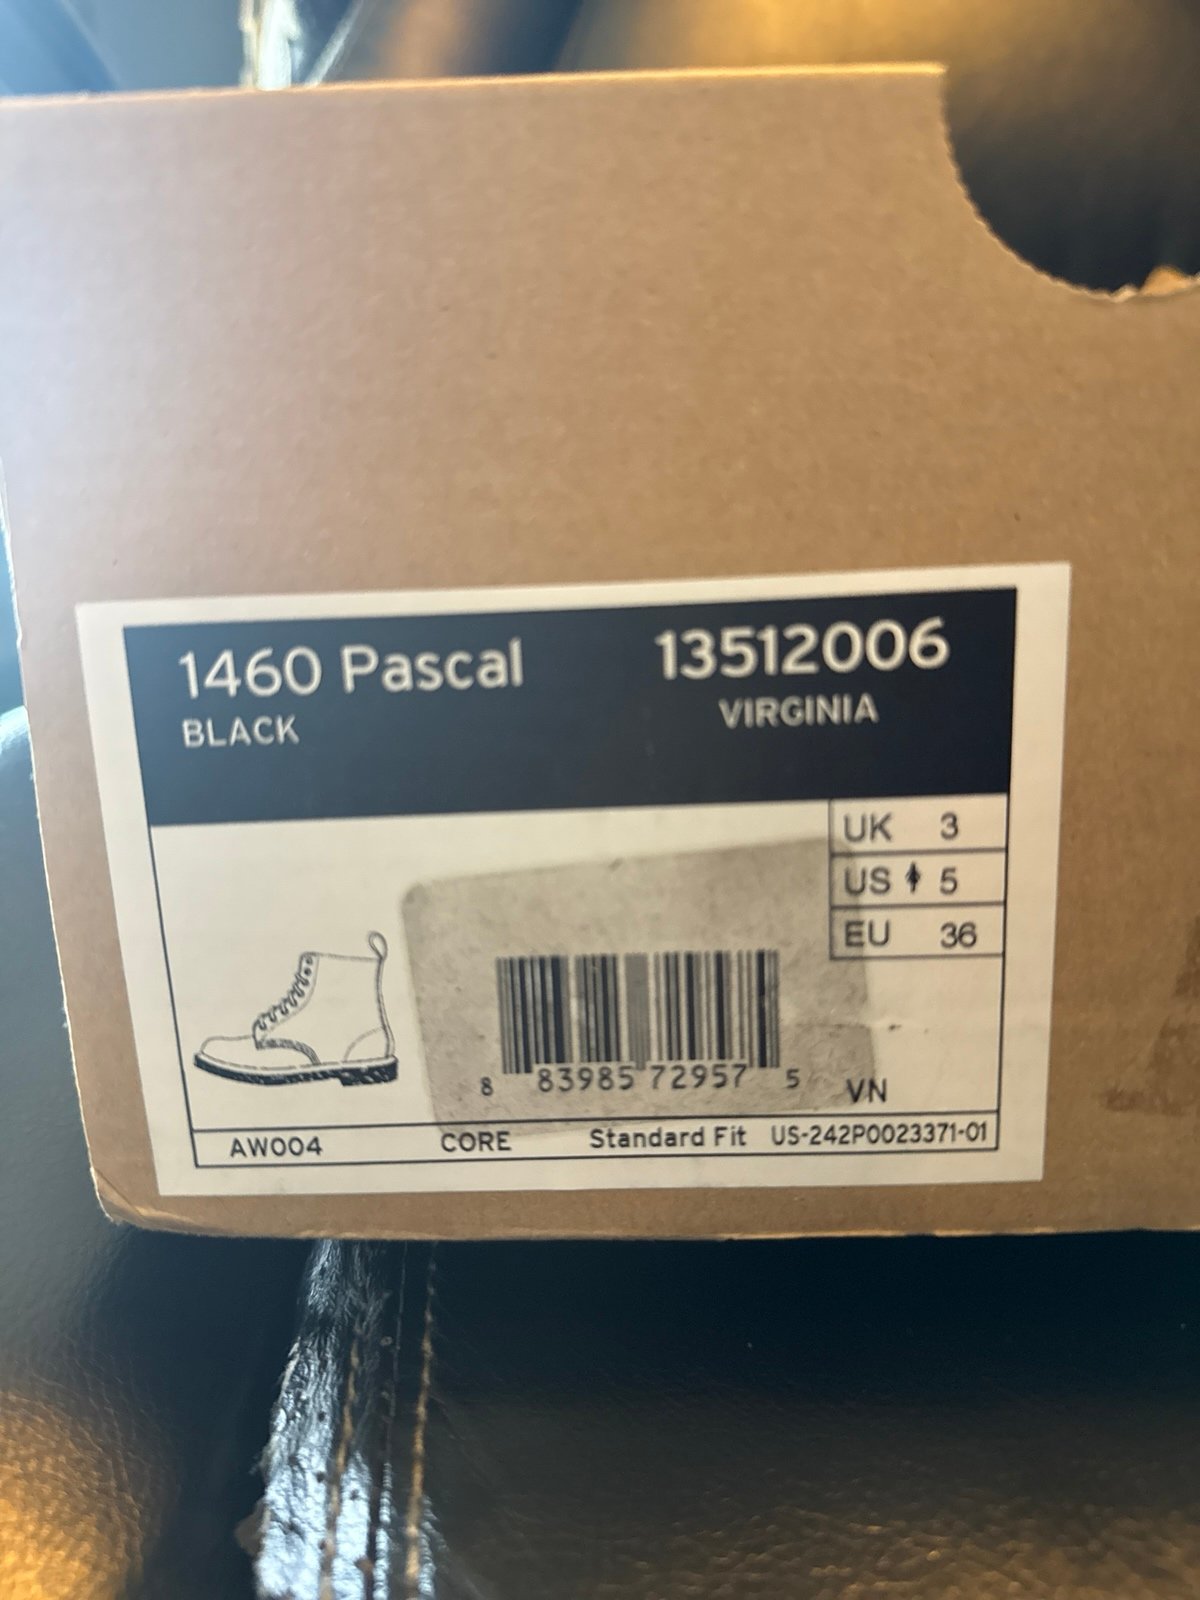 1460 Pascal 13512006
BLACK VIRGINIA
UK 3
US 5
EU 36
8 83985 72957 5 VN
AW004 CORE Standard Fit US-242P0023371-01